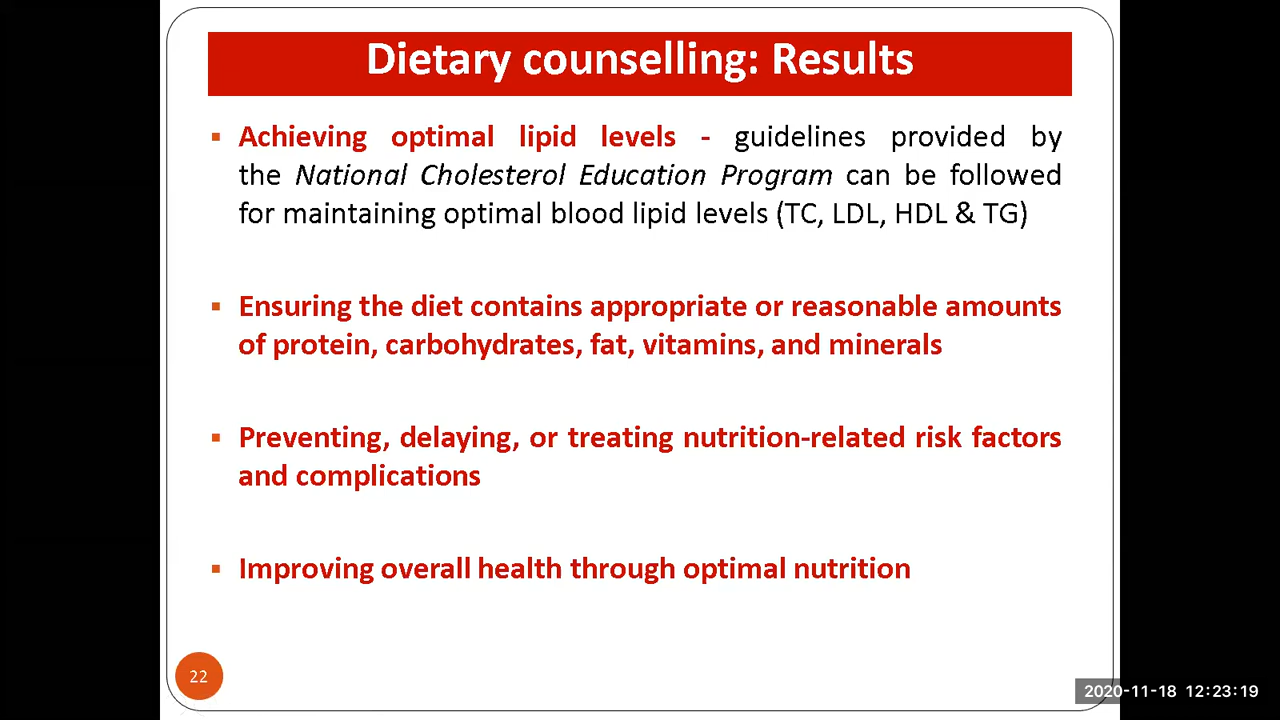 Dietary counselling: Results
▪ Achieving optimal lipid levels - guidelines provided by
the National Cholesterol Education Program can be followed
for maintaining optimal blood lipid levels (TC, LDL, HDL & TG)
▪ Ensuring the diet contains appropriate or reasonable amounts
of protein, carbohydrates, fat, vitamins, and minerals
▪ Preventing, delaying, or treating nutrition-related risk factors
and complications
▪ Improving overall health through optimal nutrition
22
2020-11-18 12:23:19